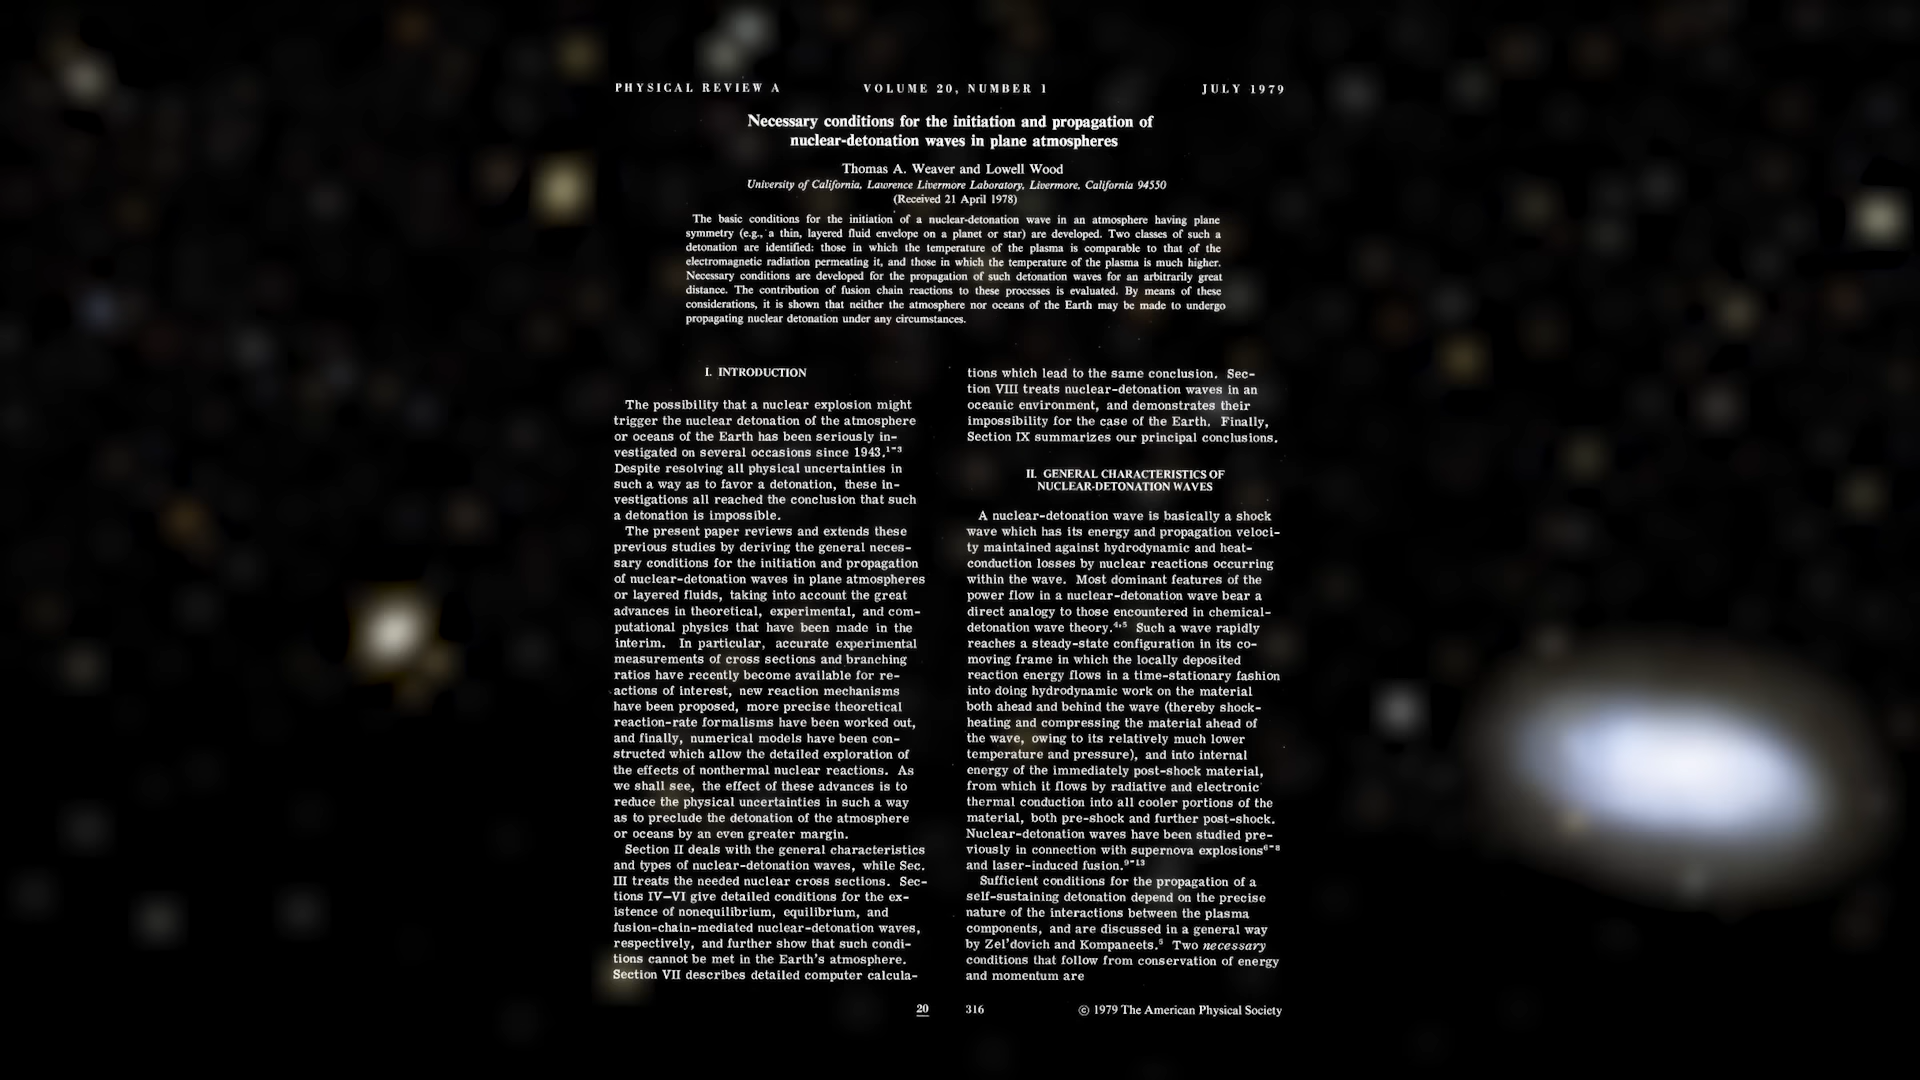 PHYSICAL REVIEW A VOLUME 20, NUMBER 1 JULY 1979
Necessary conditions for the initiation and propagation of
nuclear-detonation waves in plane atmospheres
Thomas A. Weaver and Lowell Wood
University of California, Lawrence Livermore Laboratory, Livermore, California 94550
(Received 21 April 1978)
The basic conditions for the initiation of a nuclear-detonation wave in an atmosphere having plane
symmetry (e.g., a thin, layered fluid envelope on a planet or star) are developed. Two classes of such a
detonation are identified: those in which the temperature of the plasma is comparable to that of the
electromagnetic radiation permeating it, and those in which the temperature of the plasma is much higher.
Necessary conditions are developed for the propagation of such detonation waves for an arbitrarily great
distance. The contribution of fusion chain reactions to these processes is evaluated. By means of these
considerations, it is shown that neither the atmosphere nor oceans of the Earth may be made to undergo
propagating nuclear detonation under any circumstances.
I. INTRODUCTION
The possibility that a nuclear explosion might
trigger the nuclear detonation of the atmosphere
or oceans of the Earth has been seriously in-
vestigated on several occasions since 1943.¹⁻³
Despite resolving all physical uncertainties in
such a way as to favor a detonation, these in-
vestigations all reached the conclusion that such
a detonation is impossible.
The present paper reviews and extends these
previous studies by deriving the general neces-
sary conditions for the initiation and propagation
of nuclear-detonation waves in plane atmospheres
or layered fluids, taking into account the great
advances in theoretical, experimental, and com-
putational physics that have been made in the
interim. In particular, accurate experimental
measurements of cross sections and branching
ratios have recently become available for re-
actions of interest, new reaction mechanisms
have been proposed, more precise theoretical
reaction-rate formalisms have been worked out,
and finally, numerical models have been con-
structed which allow the detailed exploration of
the effects of nonthermal nuclear reactions. As
we shall see, the effect of these advances is to
reduce the physical uncertainties in such a way
as to preclude the detonation of the atmosphere
or oceans by an even greater margin.
Section II deals with the general characteristics
and types of nuclear-detonation waves, while Sec.
III treats the needed nuclear cross sections. Sec-
tions IV-VI give detailed conditions for the ex-
istence of nonequilibrium, equilibrium, and
fusion-chain-mediated nuclear-detonation waves,
respectively, and further show that such condi-
tions cannot be met in the Earth's atmosphere.
Section VII describes detailed computer calcula-
tions which lead to the same conclusion. Sec-
tion VIII treats nuclear-detonation waves in an
oceanic environment, and demonstrates their
impossibility for the case of the Earth. Finally,
Section IX summarizes our principal conclusions.
II. GENERAL CHARACTERISTICS OF
NUCLEAR-DETONATION WAVES
A nuclear-detonation wave is basically a shock
wave which has its energy and propagation veloci-
ty maintained against hydrodynamic and heat-
conduction losses by nuclear reactions occurring
within the wave. Most dominant features of the
power flow in a nuclear-detonation wave bear a
direct analogy to those encountered in chemical-
detonation wave theory.⁴,⁵ Such a wave rapidly
reaches a steady-state configuration in its co-
moving frame in which the locally deposited
reaction energy flows in a time-stationary fashion
into doing hydrodynamic work on the material
both ahead and behind the wave (thereby shock-
heating and compressing the material ahead of
the wave, owing to its relatively much lower
temperature and pressure), and into internal
energy of the immediately post-shock material,
from which it flows by radiative and electronic
thermal conduction into all cooler portions of the
material, both pre-shock and further post-shock.
Nuclear-detonation waves have been studied pre-
viously in connection with supernova explosions⁶⁻⁸
and laser-induced fusion.⁹⁻¹³
Sufficient conditions for the propagation of a
self-sustaining detonation depend on the precise
nature of the interactions between the plasma
components, and are discussed in a general way
by Zel'dovich and Kompaneets.⁵ Two necessary
conditions that follow from conservation of energy
and momentum are
20 316 © 1979 The American Physical Society